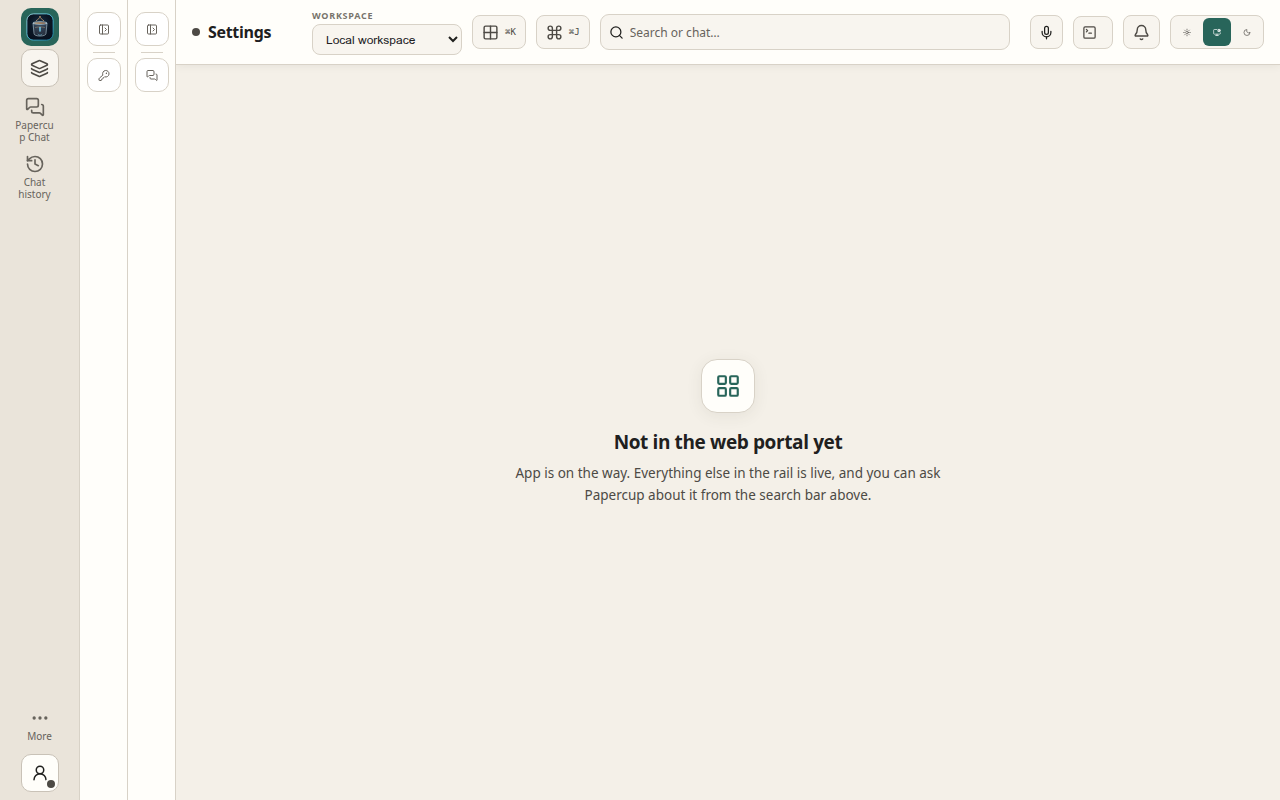 Papercu
p Chat
Chat
history
More
Settings
WORKSPACE
Local workspace
⌘K
⌘J
Search or chat...
Not in the web portal yet
App is on the way. Everything else in the rail is live, and you can ask
Papercup about it from the search bar above.